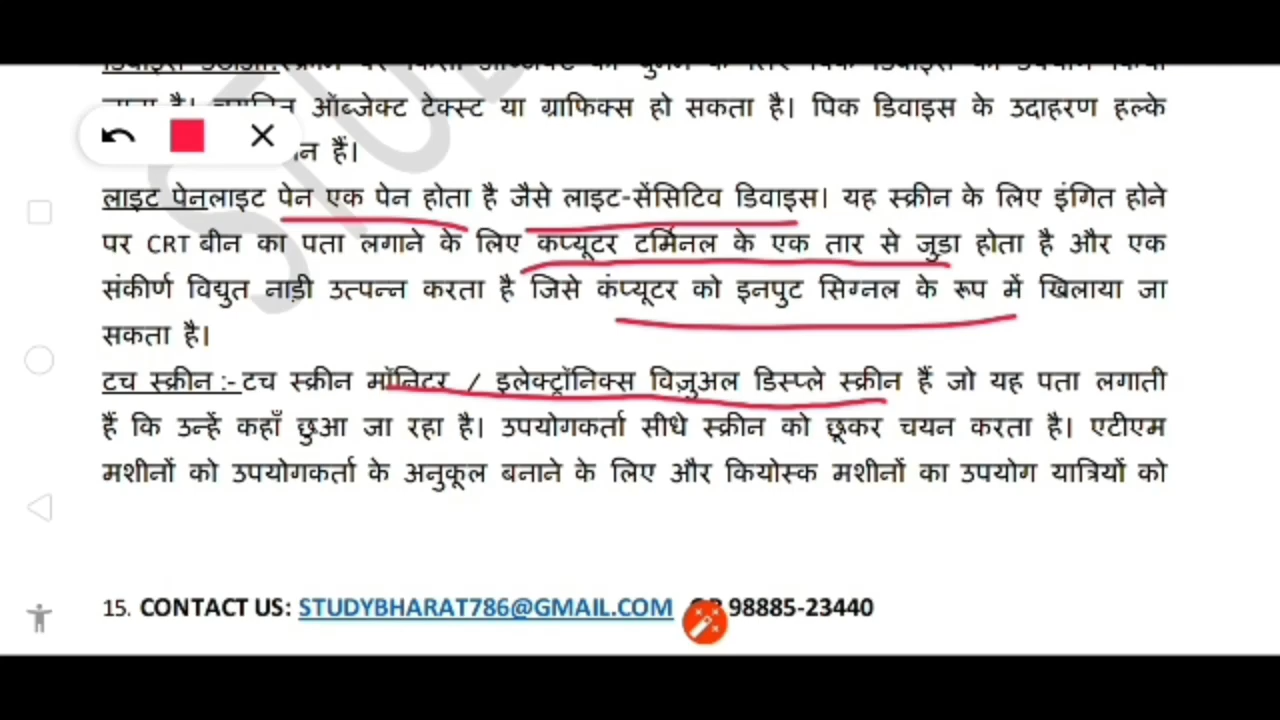 ऑब्जेक्ट टेक्स्ट या ग्राफिक्स हो सकता है। पिक डिवाइस के उदाहरण हल्के
हैं।
लाइट पेनलाइट पेन एक पेन होता है जैसे लाइट-सेंसिटिव डिवाइस। यह स्क्रीन के लिए इंगित होने
पर CRT बीन का पता लगाने के लिए कप्यूटर टर्मिनल के एक तार से जुड़ा होता है और एक
संकीर्ण विद्युत नाड़ी उत्पन्न करता है जिसे कंप्यूटर को इनपुट सिग्नल के रूप में खिलाया जा
सकता है।
टच स्क्रीन :-टच स्क्रीन मॉनिटर / इलेक्ट्रॉनिक्स विज़ुअल डिस्प्ले स्क्रीन हैं जो यह पता लगाती
हैं कि उन्हें कहाँ छुआ जा रहा है। उपयोगकर्ता सीधे स्क्रीन को छूकर चयन करता है। एटीएम
मशीनों को उपयोगकर्ता के अनुकूल बनाने के लिए और कियोस्क मशीनों का उपयोग यात्रियों को
15. CONTACT US: STUDYBHARAT786@GMAIL.COM 98885-23440